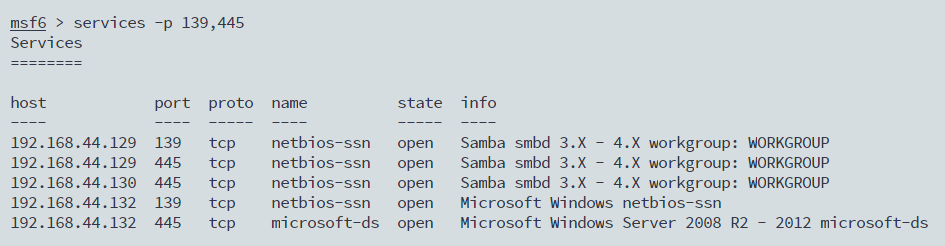 msf6 > services -p 139,445
Services
========
host port proto name state info
---- ---- ----- ---- ----- ----
192.168.44.129 139 tcp netbios-ssn open Samba smbd 3.X - 4.X workgroup: WORKGROUP
192.168.44.129 445 tcp netbios-ssn open Samba smbd 3.X - 4.X workgroup: WORKGROUP
192.168.44.130 445 tcp netbios-ssn open Samba smbd 3.X - 4.X workgroup: WORKGROUP
192.168.44.132 139 tcp netbios-ssn open Microsoft Windows netbios-ssn
192.168.44.132 445 tcp microsoft-ds open Microsoft Windows Server 2008 R2 - 2012 microsoft-ds